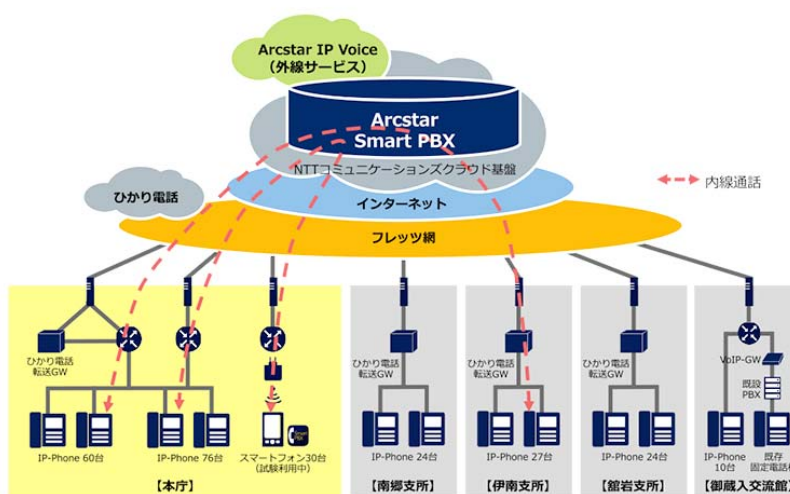 Arcstar IP Voice
(外線サービス)
Arcstar
Smart PBX
NTTコミュニケーションズクラウド基盤
内線通話
ひかり電話
インターネット
フレッツ網
ひかり電話
転送GW
ひかり電話
転送GW
ひかり電話
転送GW
ひかり電話
転送GW
VoIP-GW
既設
PBX
Smart
PBX
IP-Phone 60台
IP-Phone 76台
スマートフォン30台
(試験利用中)
IP-Phone 24台
IP-Phone 27台
IP-Phone 24台
IP-Phone
10台
既存
固定電話機
【本庁】
【南郷支所】
【伊南支所】
【舘岩支所】
【御蔵入交流館】